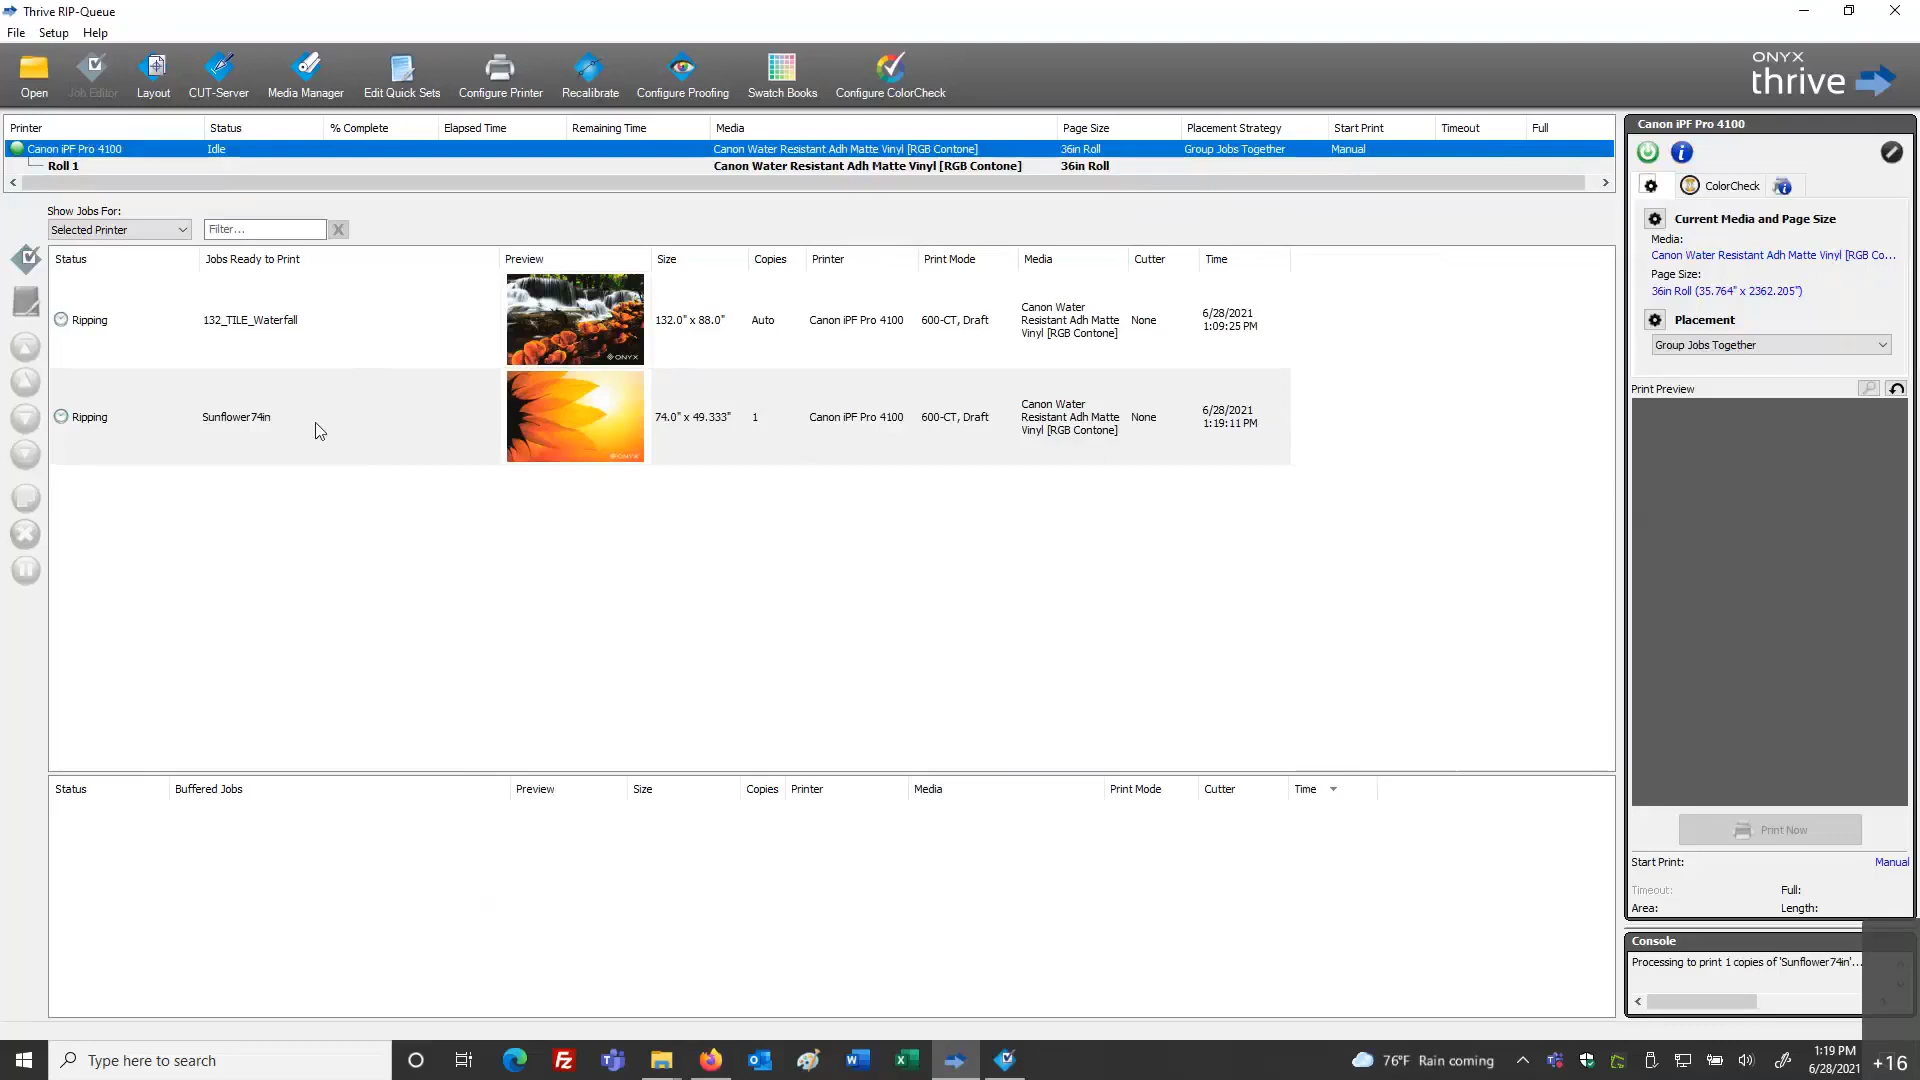 Thrive RIP-Queue
File Setup Help
Open
Job Editor
Layout
CUT-Server
Media Manager
Edit Quick Sets
Configure Printer
Recalibrate
Configure Proofing
Swatch Books
Configure ColorCheck
ONYX
thrive
Printer Status % Complete Elapsed Time Remaining Time Media Page Size Placement Strategy Start Print Timeout Full
Canon iPF Pro 4100 Idle Canon Water Resistant Adh Matte Vinyl [RGB Contone] 36in Roll Group Jobs Together Manual
Roll 1 Canon Water Resistant Adh Matte Vinyl [RGB Contone] 36in Roll
Show Jobs For:
Selected Printer Filter... X
Status Jobs Ready to Print Preview Size Copies Printer Print Mode Media Cutter Time
Ripping 132_TILE_Waterfall ONYX 132.0" x 88.0" Auto Canon iPF Pro 4100 600-CT, Draft
Canon Water
Resistant Adh Matte
Vinyl [RGB Contone]
None
6/28/2021
1:09:25 PM
Ripping Sunflower74in ONYX 74.0" x 49.333" 1 Canon iPF Pro 4100 600-CT, Draft
Canon Water
Resistant Adh Matte
Vinyl [RGB Contone]
None
6/28/2021
1:19:11 PM
Status Buffered Jobs Preview Size Copies Printer Media Print Mode Cutter Time
Canon iPF Pro 4100
ColorCheck
Current Media and Page Size
Media:
Canon Water Resistant Adh Matte Vinyl [RGB Co...
Page Size:
36in Roll (35.764" x 2362.205")
Placement
Group Jobs Together
Print Preview
Print Now
Start Print: Manual
Timeout: Full:
Area: Length:
Console
Processing to print 1 copies of 'Sunflower74in'...
Type here to search
76°F Rain coming
1:19 PM
6/28/2021
+16